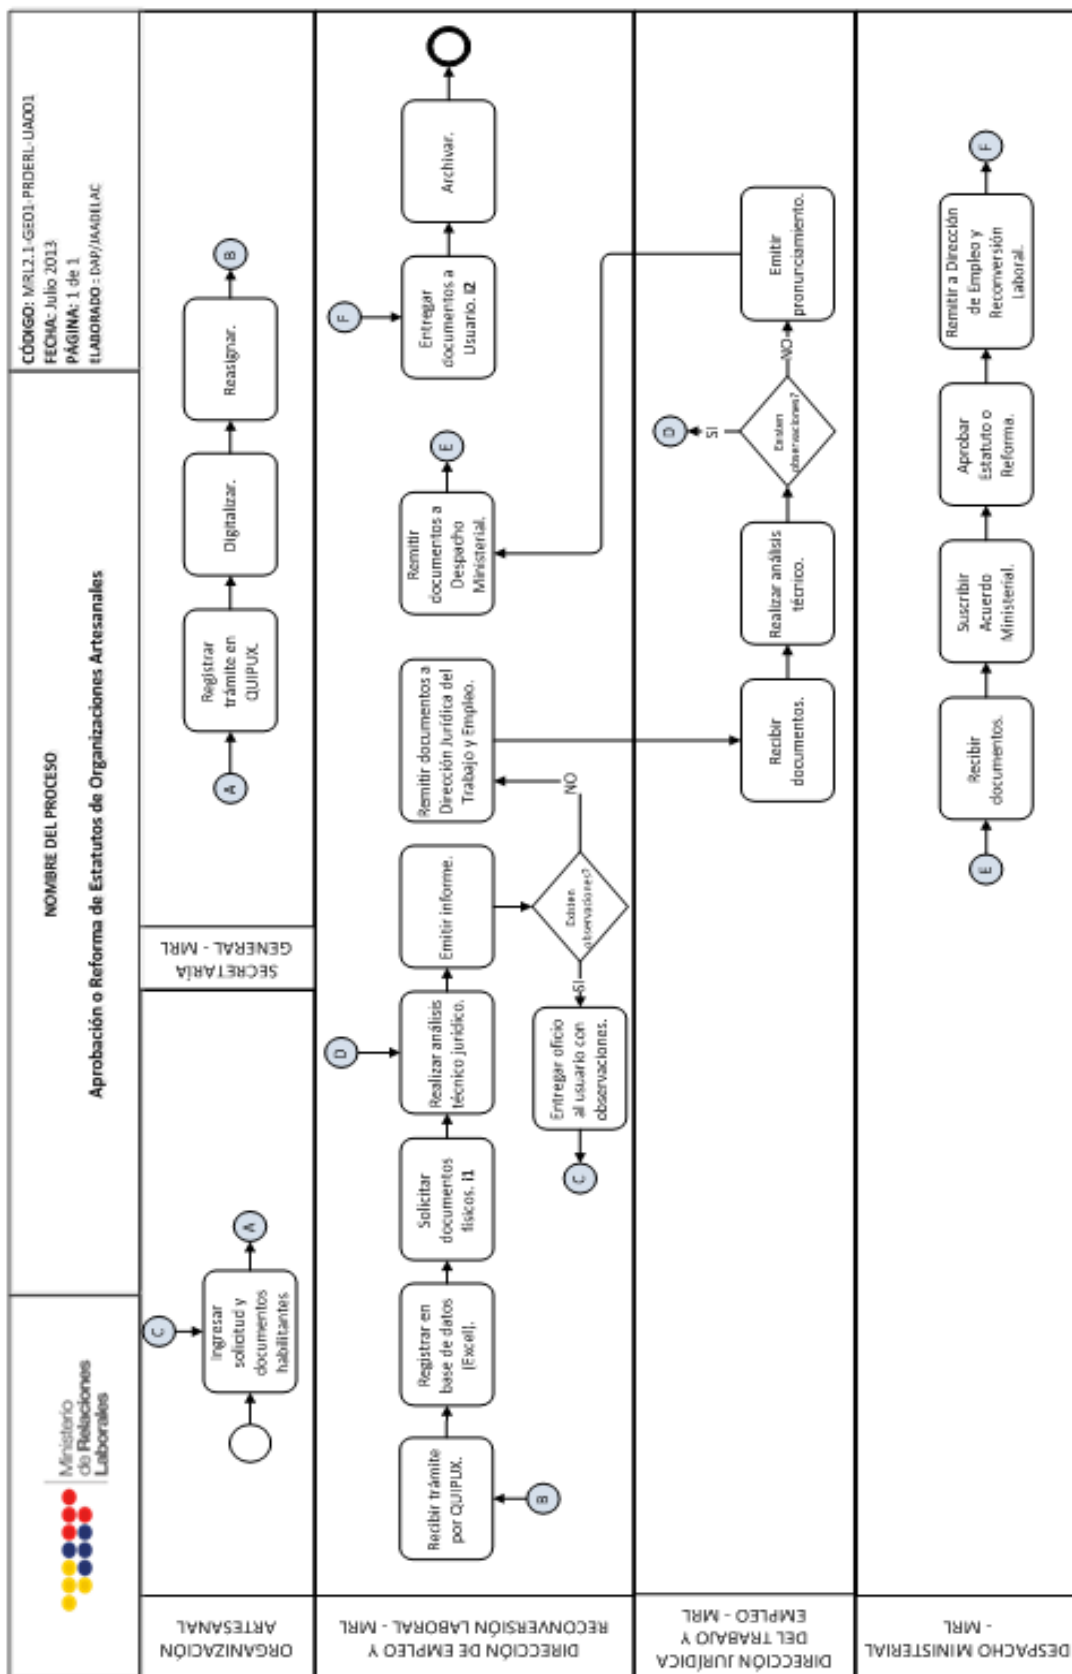 Ministerio
de Relaciones
Laborales
NOMBRE DEL PROCESO
Aprobación o Reforma de Estatutos de Organizaciones Artesanales
CÓDIGO: MRL2.1-GE01-PRDERL-UA001
FECHA: Julio 2013
PÁGINA: 1 de 1
ELABORADO : DAP/JAADELAC
ORGANIZACIÓN
ARTESANAL
C
Ingresar
solicitud y
documentos
habilitantes
A
SECRETARÍA
GENERAL - MRL
A
Registrar
trámite en
QUIPUX.
Digitalizar.
Reasignar.
B
DIRECCIÓN DE EMPLEO Y
RECONVERSIÓN LABORAL - MRL
B
Recibir trámite
por QUIPUX.
Registrar en
base de datos
(Excel).
Solicitar
documentos
físicos. I1
D
Realizar análisis
técnico jurídico.
Emitir informe.
Existen
observaciones?
SI
Entregar oficio
al usuario con
observaciones.
C
NO
Remitir documentos a
Dirección Jurídica del
Trabajo y Empleo.
Remitir
documentos a
Despacho
Ministerial.
E
F
Entregar
documentos a
Usuario. I2
Archivar.
DIRECCIÓN JURÍDICA
DEL TRABAJO Y
EMPLEO - MRL
Recibir
documentos.
Realizar análisis
técnico.
Existen
observaciones?
SI
D
NO
Emitir
pronunciamiento.
DESPACHO MINISTERIAL
- MRL
E
Recibir
documentos.
Suscribir
Acuerdo
Ministerial.
Aprobar
Estatuto o
Reforma.
Remitir a Dirección
de Empleo y
Reconversión
Laboral.
F